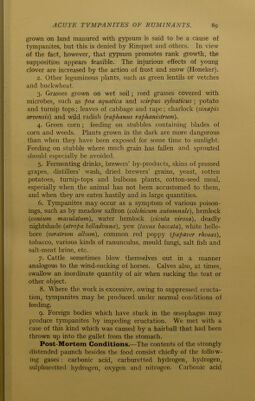 ACUTE TYMPANITES OF RUMINANTS. 89
grown on land manured with gypsum is said to be a cause of
tympanites, but this is denied by Rinquet and others. In view
of the fact, however, that gypsum promotes rank growth, the
supposition appears feasible. The injurious effects of young
clover are increased by the action of frost and snow (Honeker).
2. Other leguminous plants, such as green lentils or vetches
and buckwheat.
3. Grasses grown on wet soil; reed grasses covered with
microbes, such as poa aquatica and scirpus sylvaticus; potato
and turnip tops; leaves of cabbage and rape; charlock (sinapis
arvensis) and wild radish (raphanus raphanistrum).
4. Green corn; feeding on stubbles containing blades of
corn and weeds. Plants grown in the dark are more dangerous
than when they have been exposed for some time to sunlight.
Feeding on stubble where much grain has fallen and sprouted
should especially be avoided.
5. Fermenting drinks, brewers' by-products, skins of pressed
grapes, distillers' wash, dried brewers' grains, yeast, rotten
potatoes, turnip-tops and bulbous plants, cotton-seed meal,
especially when the animal has not been accustomed to them,
and when they are eaten hastily and in large quantities.
6. Tympanites may occur as a symptom of various poison-
ings, such as by meadow saffron (colchicum autumnale), hemlock
(conium maculatum), water hemlock (cicuta virosa), deadly
nightshade (atropa belladonna), yew (taxus baccata), white helle-
bore (veratrum album), common red poppy (papaver rhoeas),
tobacco, various kinds of ranunculus, mould fungi, salt fish and
salt-meat brine, etc.
7. Cattle sometimes blow themselves out in a manner
analogous to the wind-sucking of horses. Calves also, at times,
swallow an inordinate quantity of air when sucking the teat or
other object.
8. Where the work is excessive, owing to suppressed eructa-
tion, tympanites may be produced under normal conditions of
feeding.
9. Foreign bodies which have stuck in the œsophagus may
produce tympanites by impeding eructation. We met with a
case of this kind which was caused by a hairball that had been
thrown up into the gullet from the stomach.
Post-Mortem Conditions.—The contents of the strongly
distended paunch besides the food consist chiefly of the follow-
ing gases: carbonic acid, carburetted hydrogen, hydrogen,
sulphuretted hydrogen, oxygen and nitrogen. Carbonic acid